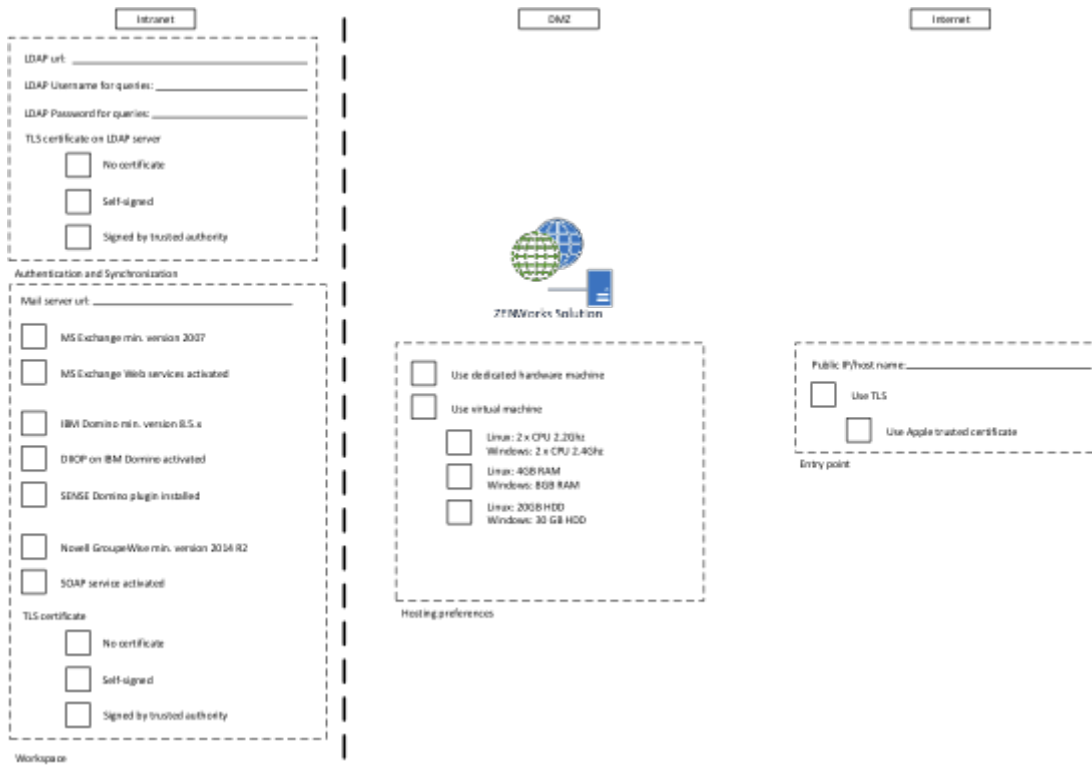 Intranet
LDAP url:
LDAP Username for queries:
LDAP Password for queries:
TLS certificate on LDAP server
No certificate
Self-signed
Signed by trusted authority
Authentication and Synchronization
Mail server url:
MS Exchange min. version 2007
MS Exchange Web services activated
IBM Domino min. version 8.5.x
DIIOP on IBM Domino activated
SENSE Domino plugin installed
Novell GroupeWise min. version 2014 R2
SOAP service activated
TLS certificate
No certificate
Self-signed
Signed by trusted authority
Workspace
DMZ
ZENWorks Solution
Use dedicated hardware machine
Use virtual machine
Linux: 2 x CPU 2.2Ghz
Windows: 2 x CPU 2.4Ghz
Linux: 4GB RAM
Windows: 8GB RAM
Linux: 20GB HDD
Windows: 30 GB HDD
Hosting preferences
Internet
Public IP/host name:
Use TLS
Use Apple trusted certificate
Entry point